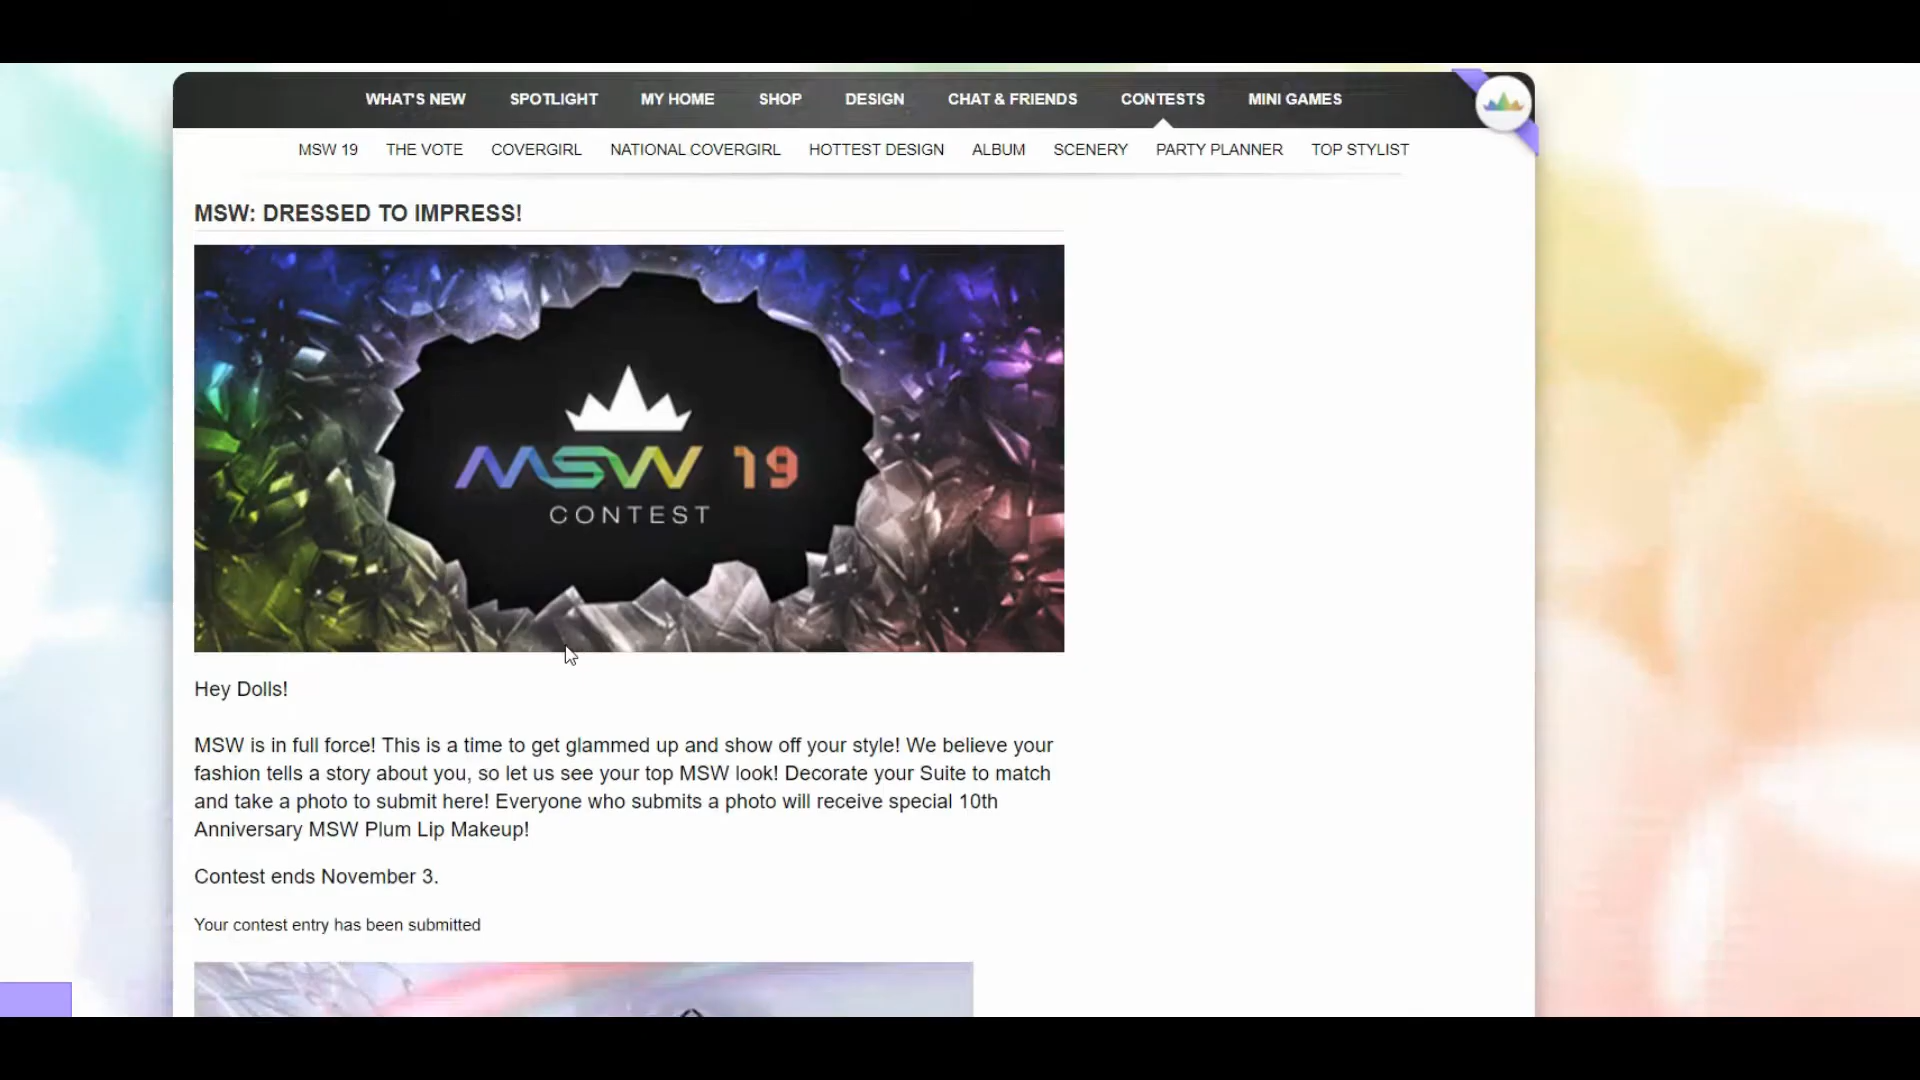 WHAT'S NEW SPOTLIGHT MY HOME SHOP DESIGN CHAT & FRIENDS CONTESTS MINI GAMES
MSW 19 THE VOTE COVERGIRL NATIONAL COVERGIRL HOTTEST DESIGN ALBUM SCENERY PARTY PLANNER TOP STYLIST
MSW: DRESSED TO IMPRESS!
MSW 19
CONTEST
Hey Dolls!
MSW is in full force! This is a time to get glammed up and show off your style! We believe your
fashion tells a story about you, so let us see your top MSW look! Decorate your Suite to match
and take a photo to submit here! Everyone who submits a photo will receive special 10th
Anniversary MSW Plum Lip Makeup!
Contest ends November 3.
Your contest entry has been submitted